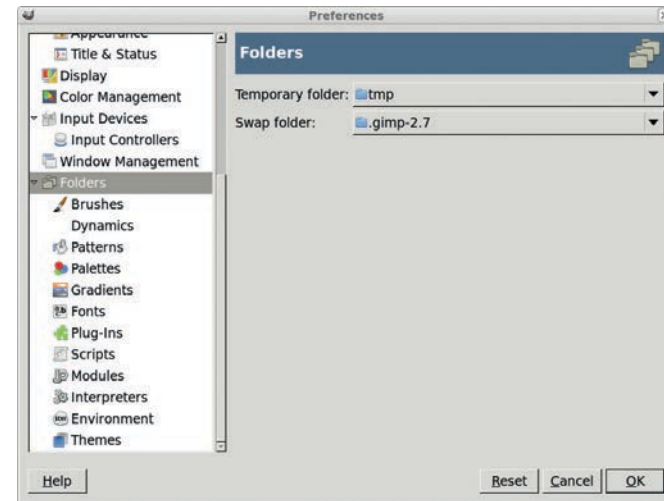 Preferences
Appearance
Title & Status
Display
Color Management
Input Devices
Input Controllers
Window Management
Folders
Brushes
Dynamics
Patterns
Palettes
Gradients
Fonts
Plug-Ins
Scripts
Modules
Interpreters
Environment
Themes
Folders
Temporary folder: tmp
Swap folder: .gimp-2.7
Help
Reset
Cancel
OK